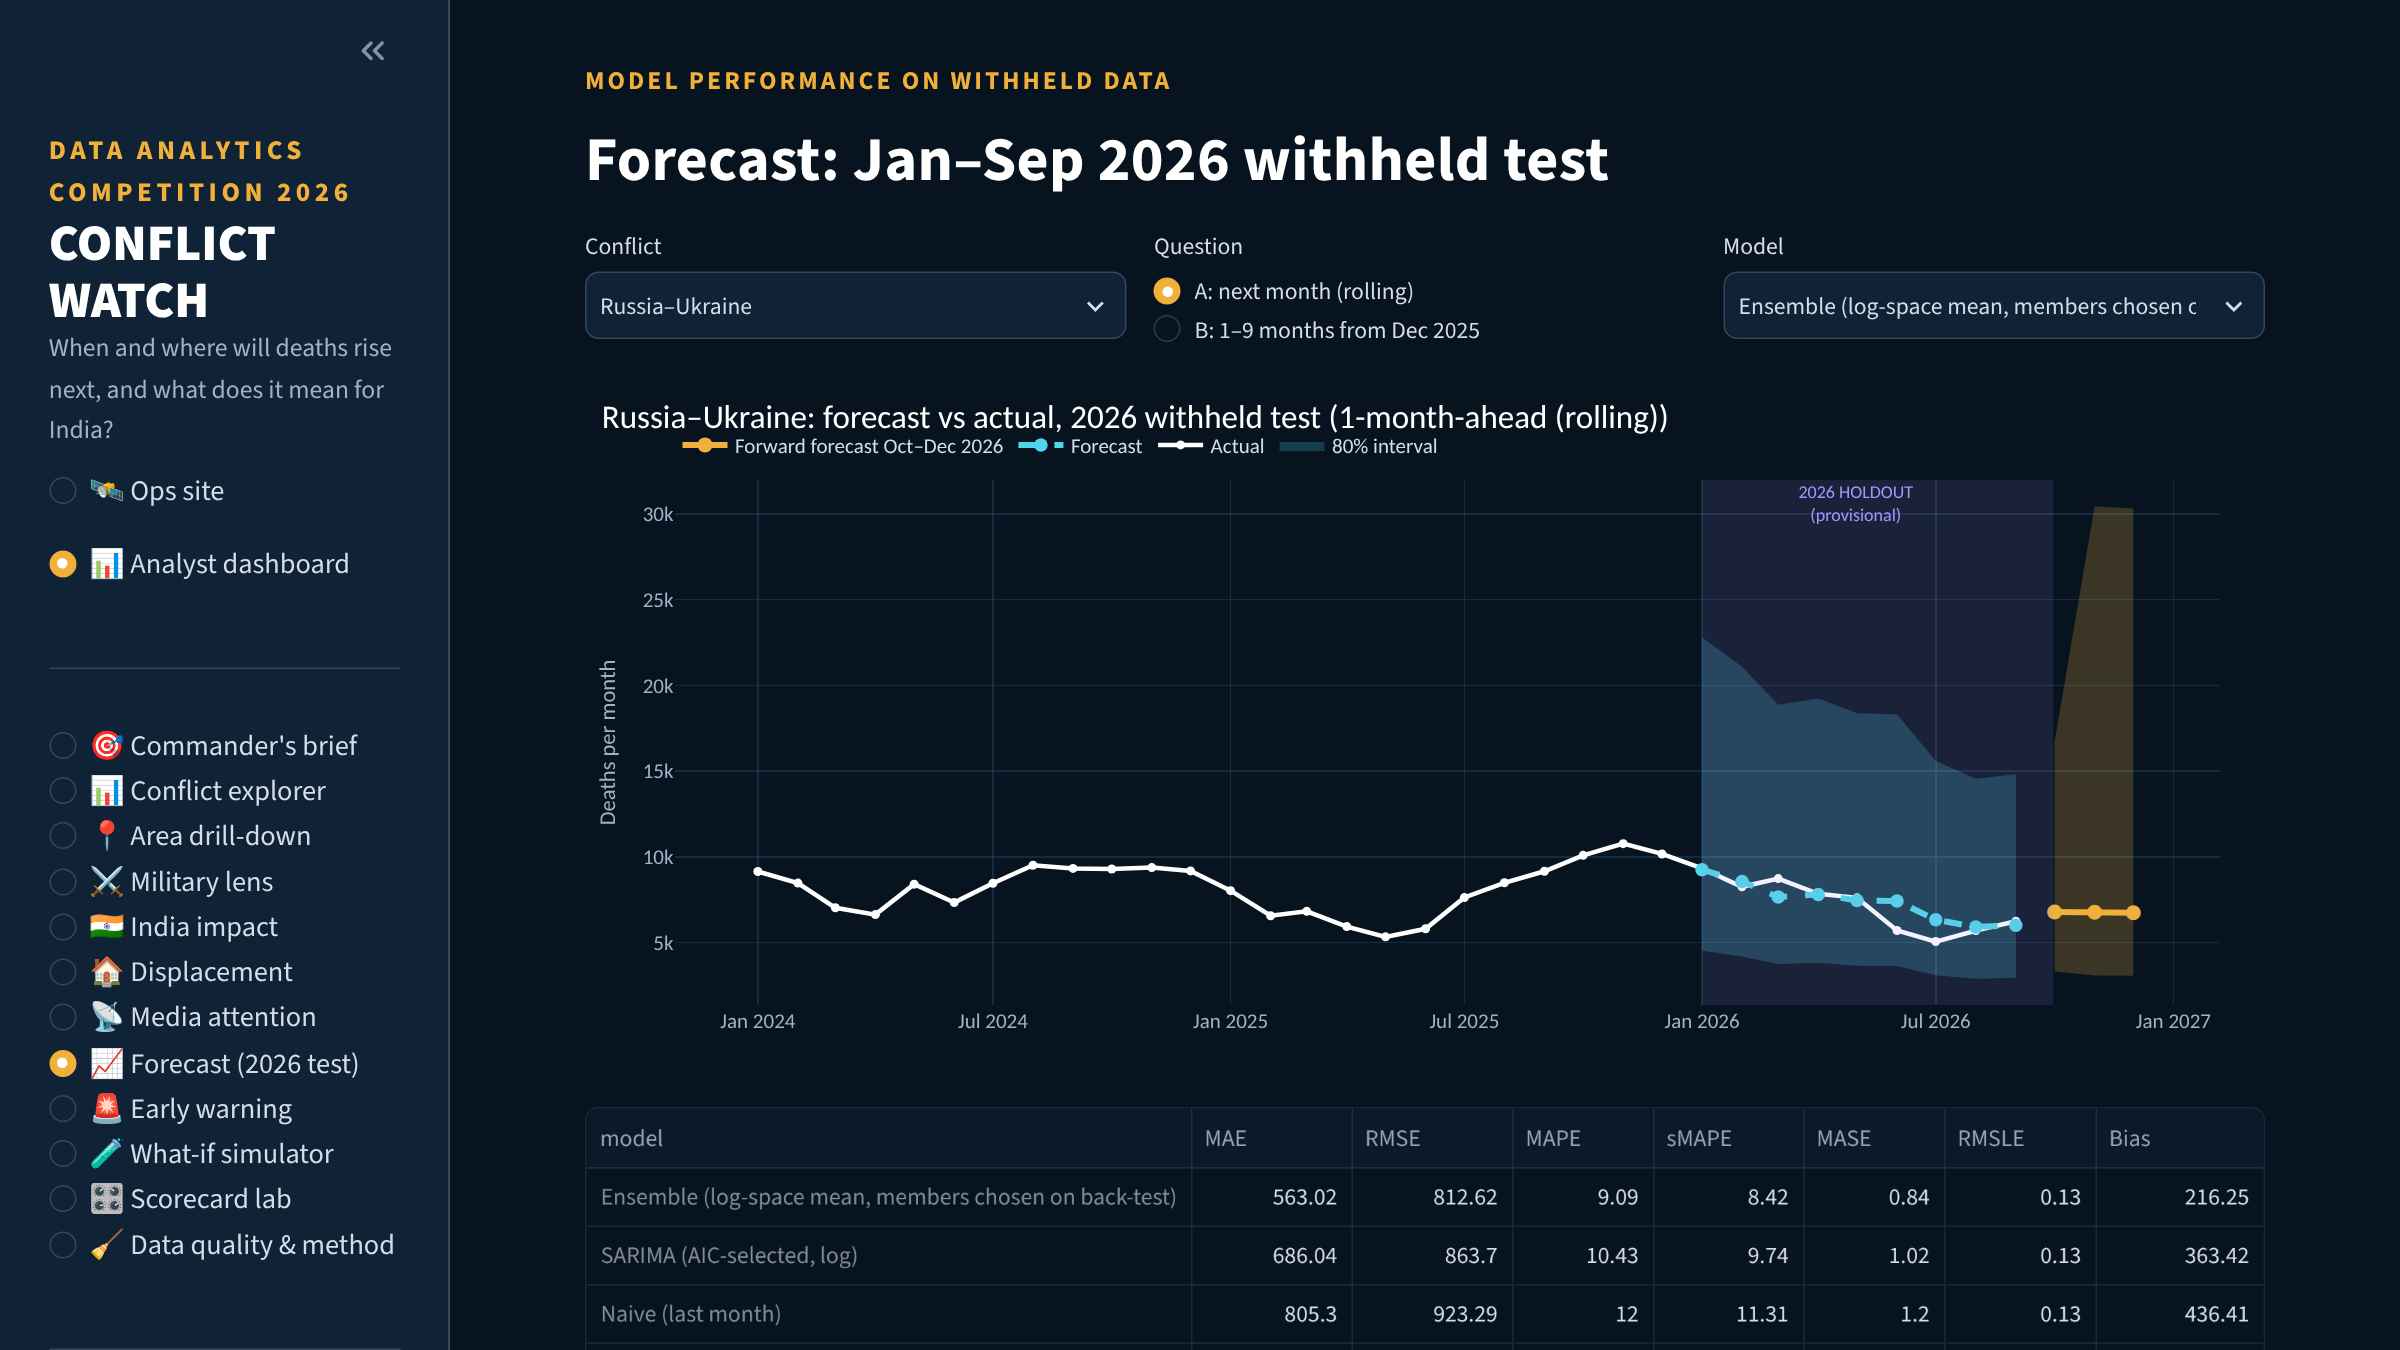 DATA ANALYTICS
COMPETITION 2026
CONFLICT
WATCH
When and where will deaths rise
next, and what does it mean for
India?
Ops site
Analyst dashboard
Commander's brief
Conflict explorer
Area drill-down
Military lens
India impact
Displacement
Media attention
Forecast (2026 test)
Early warning
What-if simulator
Scorecard lab
Data quality & method
MODEL PERFORMANCE ON WITHHELD DATA
Forecast: Jan–Sep 2026 withheld test
Conflict
Russia–Ukraine
Question
A: next month (rolling)
B: 1–9 months from Dec 2025
Model
Ensemble (log-space mean, members chosen c
Russia–Ukraine: forecast vs actual, 2026 withheld test (1-month-ahead (rolling))
Forward forecast Oct–Dec 2026 Forecast Actual 80% interval
2026 HOLDOUT
(provisional)
Deaths per month
30k
25k
20k
15k
10k
5k
Jan 2024 Jul 2024 Jan 2025 Jul 2025 Jan 2026 Jul 2026 Jan 2027
model MAE RMSE MAPE sMAPE MASE RMSLE Bias
Ensemble (log-space mean, members chosen on back-test) 563.02 812.62 9.09 8.42 0.84 0.13 216.25
SARIMA (AIC-selected, log) 686.04 863.7 10.43 9.74 1.02 0.13 363.42
Naive (last month) 805.3 923.29 12 11.31 1.2 0.13 436.41